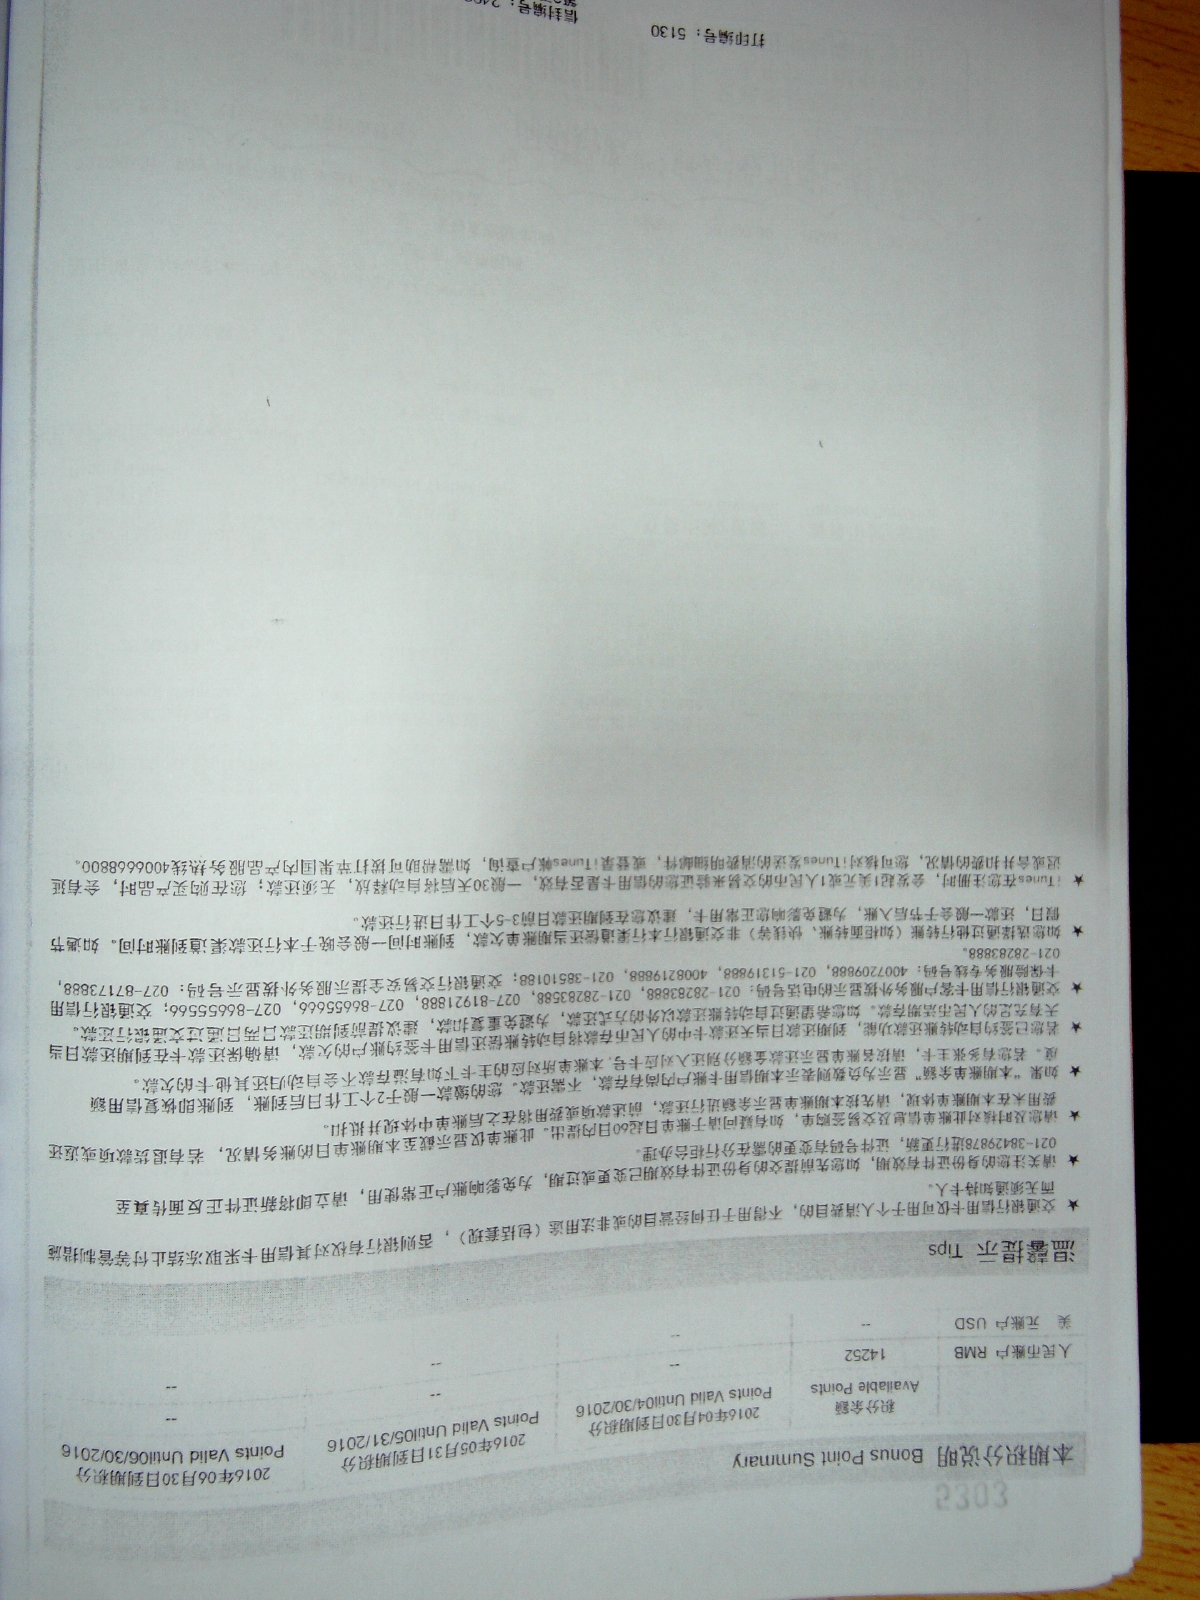 5303
本期积分说明 Bonus Point Summary
积分余额 2016年04月30日到期积分 2016年05月31日到期积分 2016年06月30日到期积分
Available Points Points Valid Until04/30/2016 Points Valid Until05/31/2016 Points Valid Until06/30/2016
人民币账户 RMB 14252 -- -- --
美 元账户 USD -- -- -- --
温馨提示 Tips
★ 交通银行信用卡仅可用于个人消费目的，不得用于任何经营目的或非法用途（包括套现），否则银行有权对其信用卡采取冻结止付等管制措施
而无须通知持卡人。
★ 请关注您的身份证件有效期，如您先前提交的身份证件有效期已变更或过期，为免影响账户正常使用，请立即将新证件正反面传真至
021-38429878进行更新，证件号码有变更的需在分行柜台办理。
★ 请您及时核对此账单信息及交易签购单，如有疑问请于账单日起60日内提出。此账单仅显示截至本期账单日的账务情况，若有退货款项或返还
费用未在本期账单体现，请先按本期账单显示余额进行还款，前述款项或费用将在之后账单中体现并抵扣。
★ 如果“本期账单金额”显示为负数则表示本期信用卡账户内尚有存款，不需还款。您的缴款一般于2个工作日后到账，到账即恢复信用额
度。若您有多张主卡，请按各账单显示还款金额分别还入对应卡号.本账单所对应的主卡下如有溢存款不会自动归还其他卡的欠款。
★ 若您已签约自动转账还款功能，到期还款日当天还款卡中的人民币存款将自动转账偿还信用卡签约账户的欠款，请确保还款卡在到期还款日当
天有充足的人民币活期存款。如您希望通过自动转账还款以外的方式还款，为避免重复扣款，建议提前到期还款日两日通过交通银行还款。
★ 交通银行信用卡客户服务外拨显示的电话号码：021-28283888，021-28283588，027-81921888，027-86655666，027-86655566；交通银行信用
卡保险服务专线号码：4007209888，021-51319888，4008219888，021-38510188；交通银行交易安全提示服务外拨显示号码：027-87173888，
021-28283888。
★ 如您选择通过他行转账（如柜面转账、快钱等）非交通银行本行渠道偿还当期账单欠款，到账时间一般会晚于本行还款渠道到账时间。如遇节
假日，还款一般会于节后入账，为避免影响您正常用卡，建议您在到期还款日前3-5个工作日进行还款。
★ iTunes在您注册时，会发起1美元或1人民币的交易来验证您的信用卡是否有效，一般30天后将自动释放，无须还款；您在购买产品时，会有延
迟或合并扣费的情况，您可核对iTunes发送的消费明细邮件，或登录iTunes帐户查询，如需帮助可拨打苹果国内产品服务热线4006668800。
打印编号：5130
信封编号：